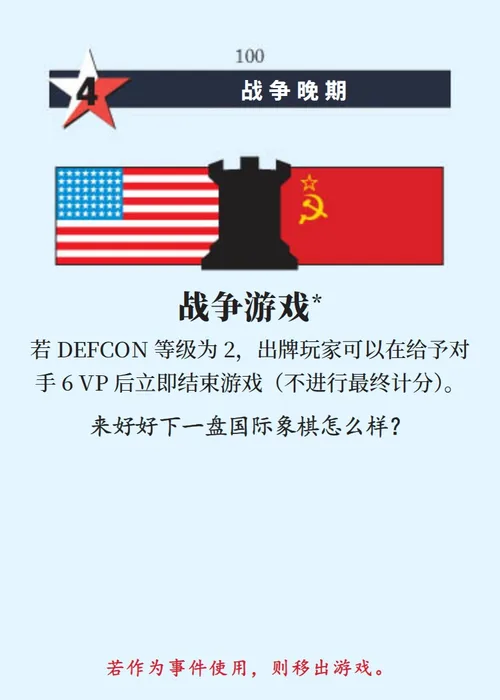 100
4
战争晚期
战争游戏*
若 DEFCON 等级为 2，出牌玩家可以在给予对
手 6 VP 后立即结束游戏（不进行最终计分）。
来好好下一盘国际象棋怎么样？
若作为事件使用，则移出游戏。